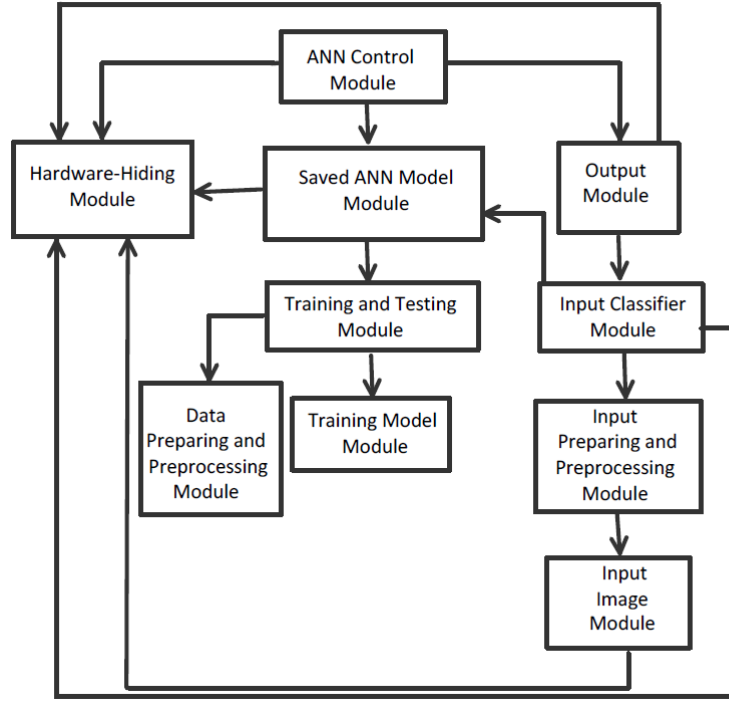 ANN Control
Module
Hardware-Hiding
Module
Saved ANN Model
Module
Output
Module
Training and Testing
Module
Input Classifier
Module
Data
Preparing and
Preprocessing
Module
Training Model
Module
Input
Preparing and
Preprocessing
Module
Input
Image
Module